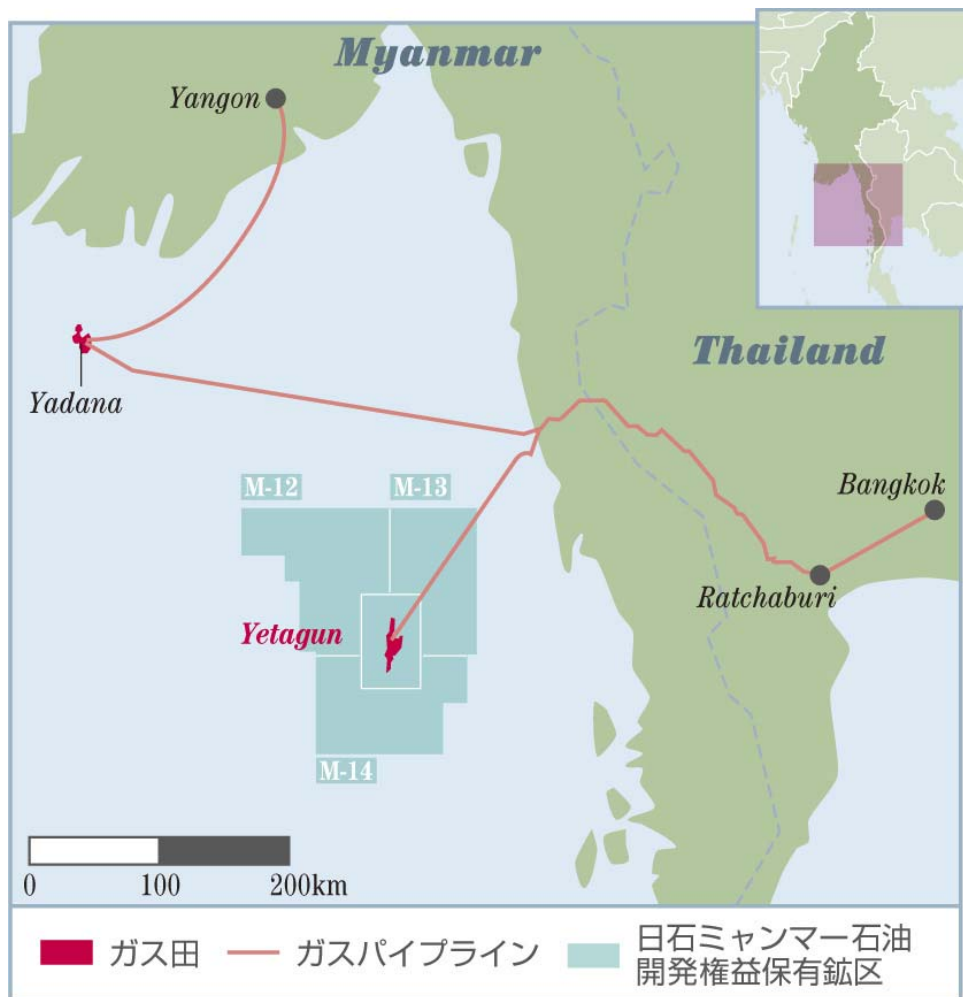 Myanmar
Yangon
Thailand
Yadana
M-12
M-13
Bangkok
Ratchaburi
Yetagun
M-14
0 100 200km
ガス田
ガスパイプライン
日石ミャンマー石油
開発権益保有鉱区